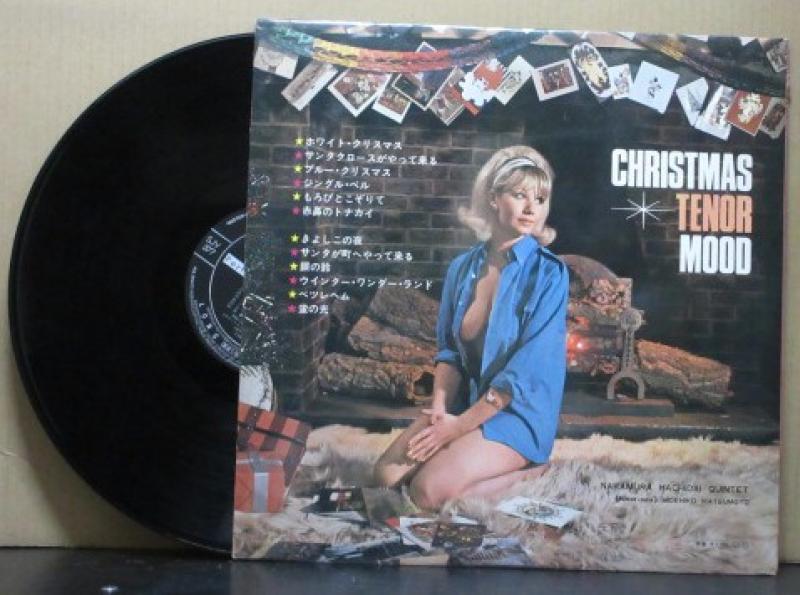 ★ホワイト・クリスマス
★サンタクロースがやって来る
★ブルー・クリスマス
★ジングル・ベル
★もろびとこぞりて
★赤鼻のトナカイ
★きよしこの夜
★サンタが町へやって来る
★銀の鈴
★ウインター・ワンダー・ランド
★ベツレヘム
★蛍の光
CHRISTMAS
TENOR
MOOD
NAKAMURA HACHIDAI QUINTET
HIDEHIKO MATSUMOTO